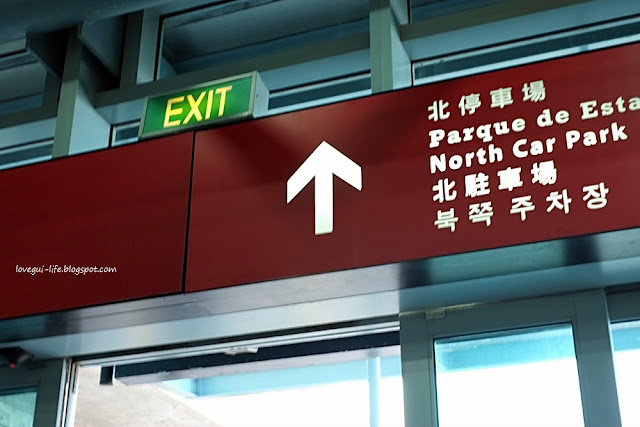 EXIT
北停車場
Parque de Esta
North Car Park
北駐車場
북쪽 주차장
lovegui-life.blogspot.com